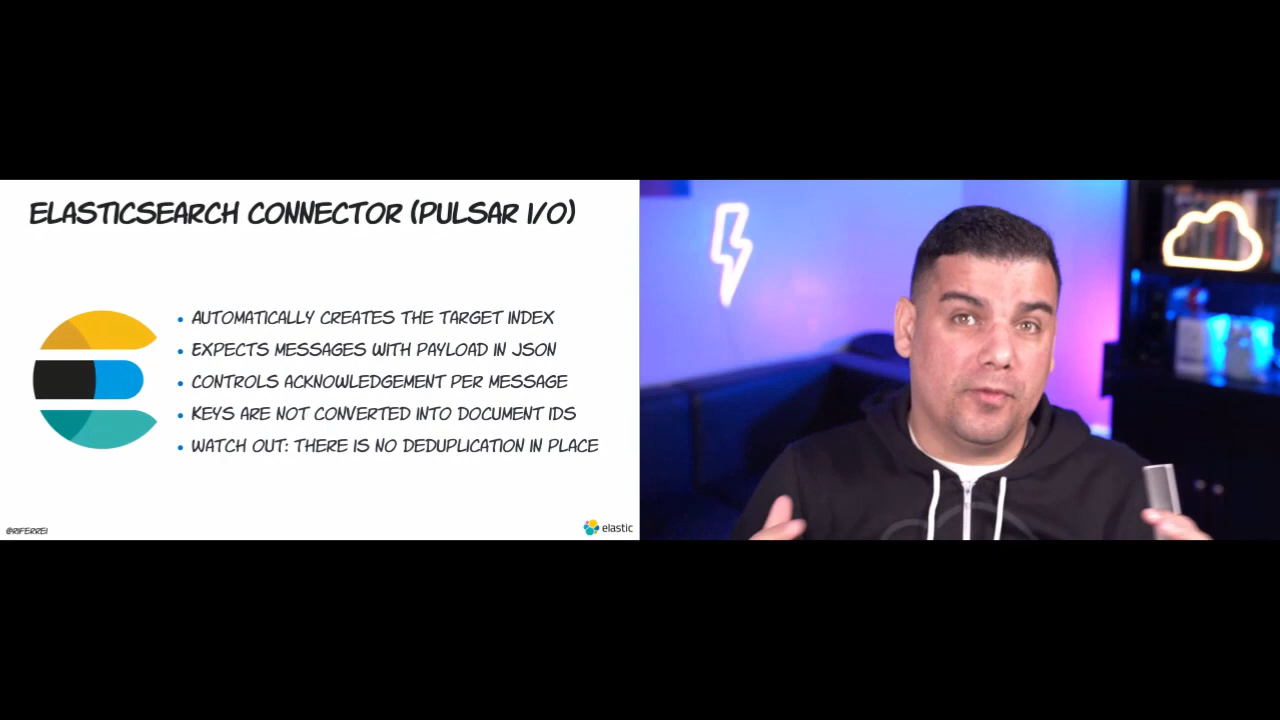 ELASTICSEARCH CONNECTOR (PULSAR I/O)
• AUTOMATICALLY CREATES THE TARGET INDEX
• EXPECTS MESSAGES WITH PAYLOAD IN JSON
• CONTROLS ACKNOWLEDGEMENT PER MESSAGE
• KEYS ARE NOT CONVERTED INTO DOCUMENT IDS
• WATCH OUT: THERE IS NO DEDUPLICATION IN PLACE
@RIFERREI
elastic